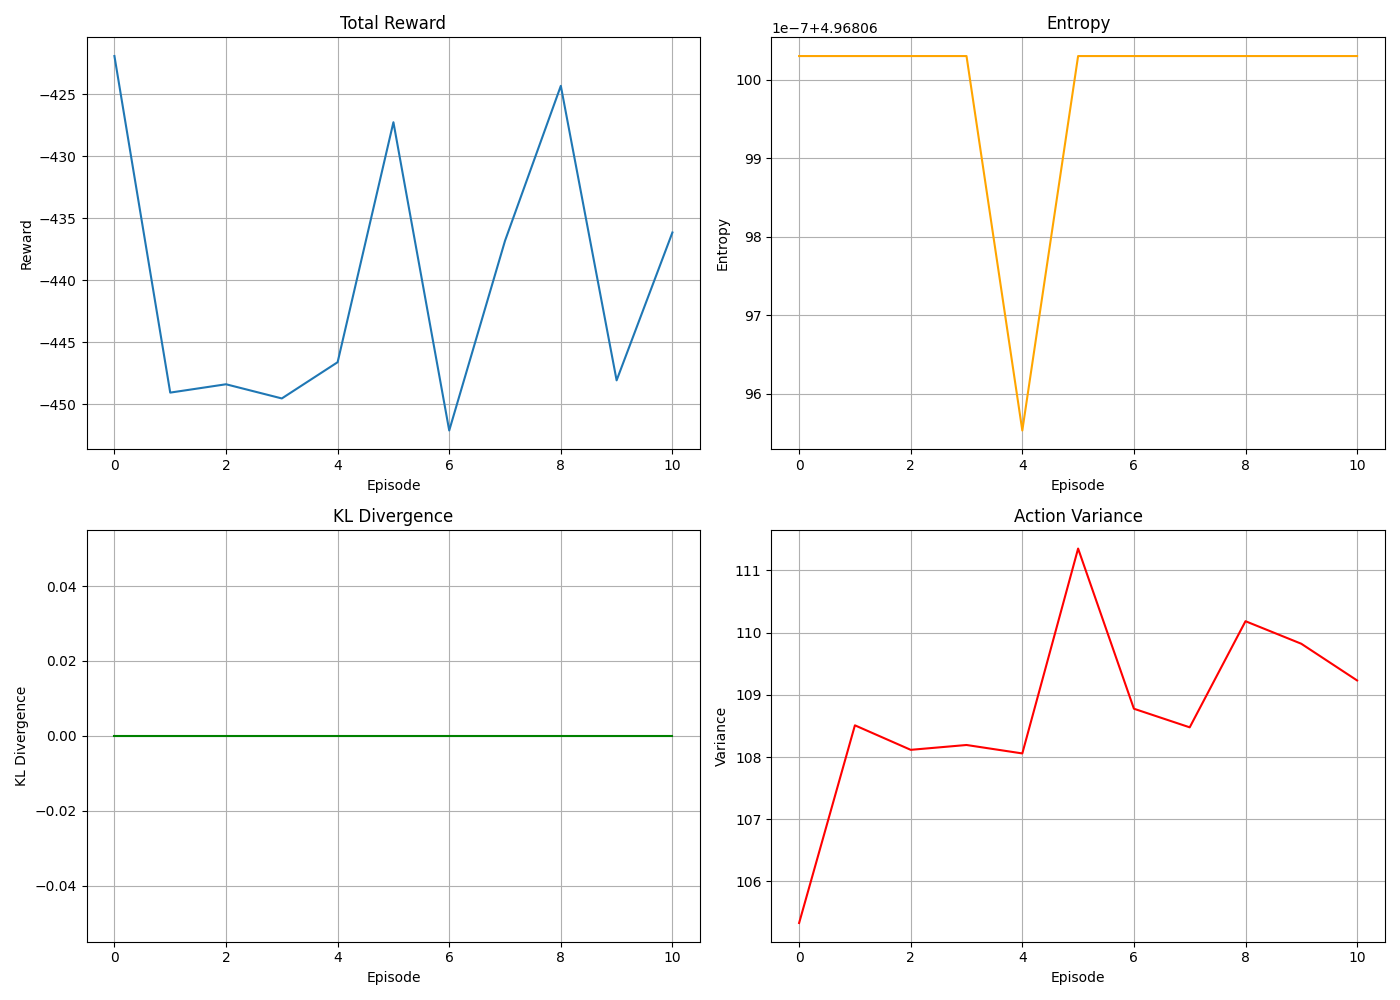 Total Reward
Reward
−425
−430
−435
−440
−445
−450
0 2 4 6 8 10
Episode
Entropy
1e−7+4.96806
Entropy
100
99
98
97
96
0 2 4 6 8 10
Episode
KL Divergence
KL Divergence
0.04
0.02
0.00
−0.02
−0.04
0 2 4 6 8 10
Episode
Action Variance
Variance
111
110
109
108
107
106
0 2 4 6 8 10
Episode